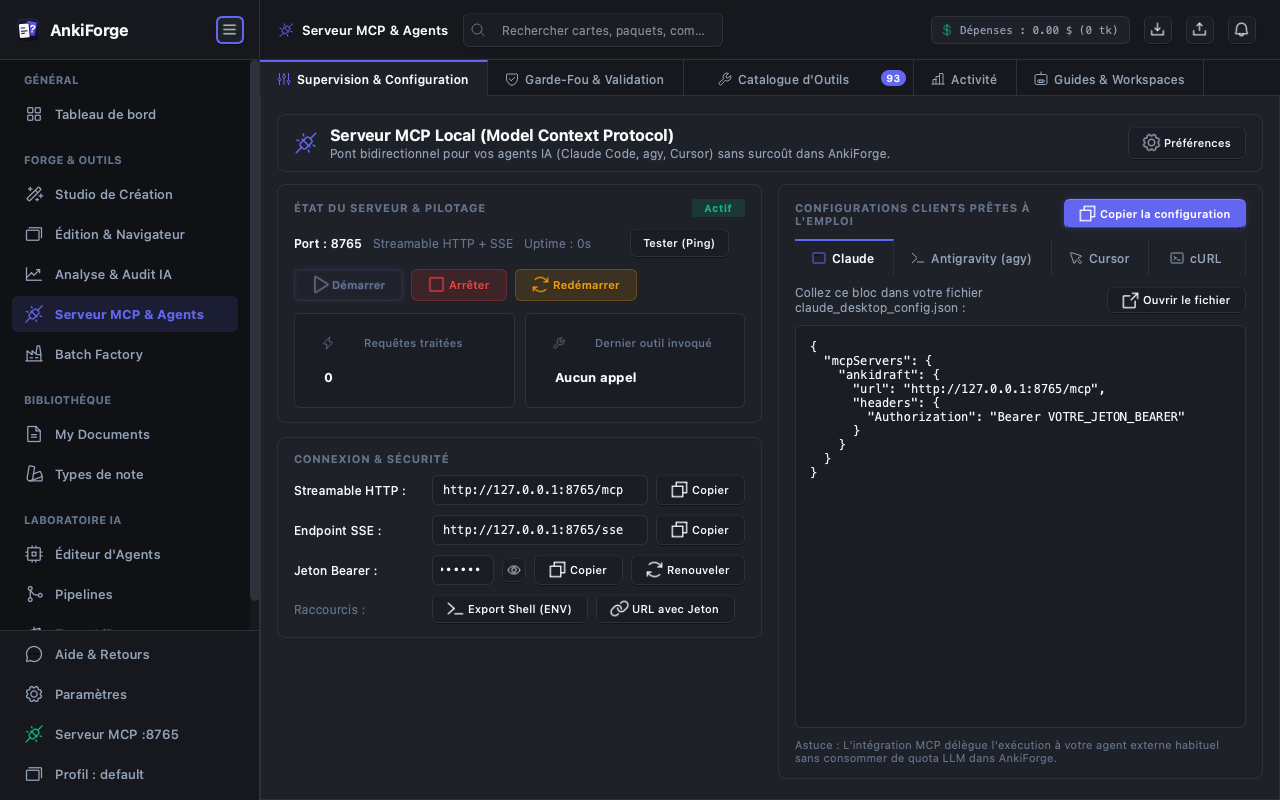 AnkiForge
GÉNÉRAL
Tableau de bord
FORGE & OUTILS
Studio de Création
Édition & Navigateur
Analyse & Audit IA
Serveur MCP & Agents
Batch Factory
BIBLIOTHÈQUE
My Documents
Types de note
LABORATOIRE IA
Éditeur d'Agents
Pipelines
Aide & Retours
Paramètres
Serveur MCP :8765
Profil : default
Serveur MCP & Agents
Rechercher cartes, paquets, com...
Dépenses : 0.00 $ (0 tk)
Supervision & Configuration
Garde-Fou & Validation
Catalogue d'Outils
93
Activité
Guides & Workspaces
Serveur MCP Local (Model Context Protocol)
Pont bidirectionnel pour vos agents IA (Claude Code, agy, Cursor) sans surcoût dans AnkiForge.
Préférences
ÉTAT DU SERVEUR & PILOTAGE
Actif
Port : 8765 Streamable HTTP + SSE Uptime : 0s
Tester (Ping)
Démarrer
Arrêter
Redémarrer
Requêtes traitées
0
Dernier outil invoqué
Aucun appel
CONNEXION & SÉCURITÉ
Streamable HTTP : http://127.0.0.1:8765/mcp Copier
Endpoint SSE : http://127.0.0.1:8765/sse Copier
Jeton Bearer : •••••• Copier Renouveler
Raccourcis : Export Shell (ENV) URL avec Jeton
CONFIGURATIONS CLIENTS PRÊTES À
L'EMPLOI
Copier la configuration
Claude
Antigravity (agy)
Cursor
cURL
Collez ce bloc dans votre fichier
claude_desktop_config.json :
Ouvrir le fichier
{
"mcpServers": {
"ankidraft": {
"url": "http://127.0.0.1:8765/mcp",
"headers": {
"Authorization": "Bearer VOTRE_JETON_BEARER"
}
}
}
}
Astuce : L'intégration MCP délègue l'exécution à votre agent externe habituel
sans consommer de quota LLM dans AnkiForge.